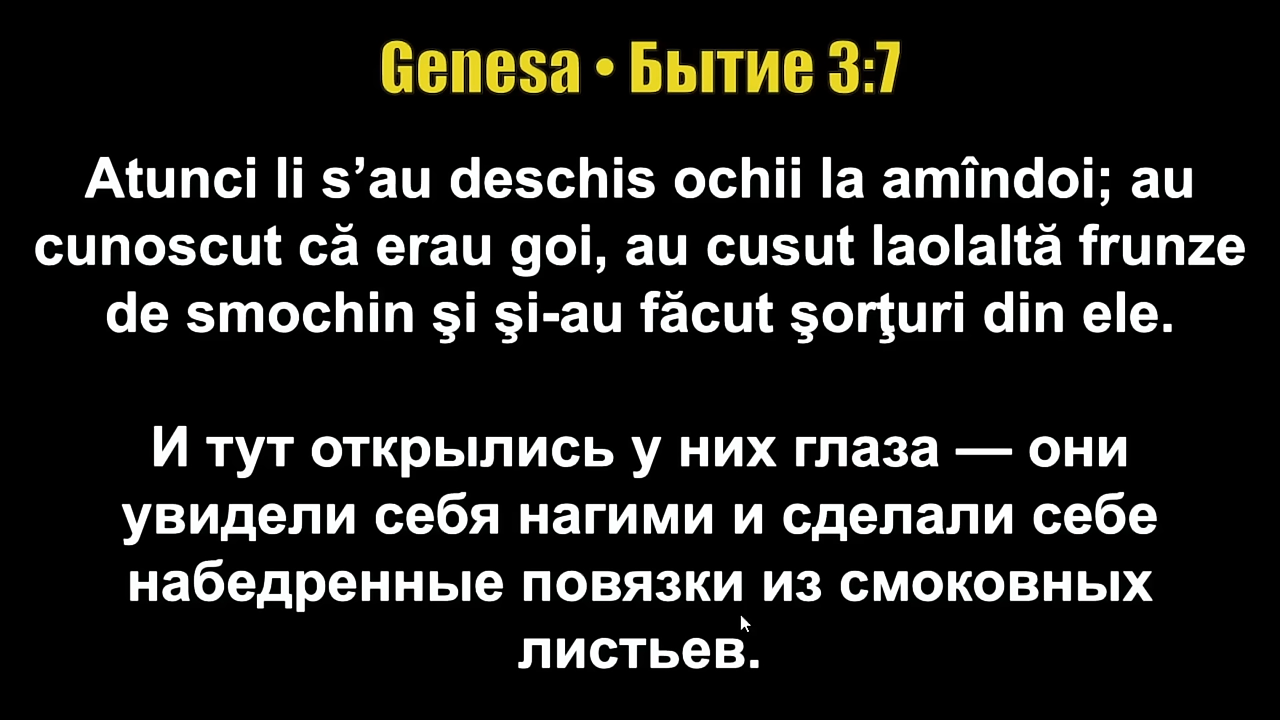 Genesa • Бытие 3:7
Atunci li s’au deschis ochii la amîndoi; au
cunoscut că erau goi, au cusut laolaltă frunze
de smochin şi şi-au făcut şorţuri din ele.
И тут открылись у них глаза — они
увидели себя нагими и сделали себе
набедренные повязки из смоковных
листьев.